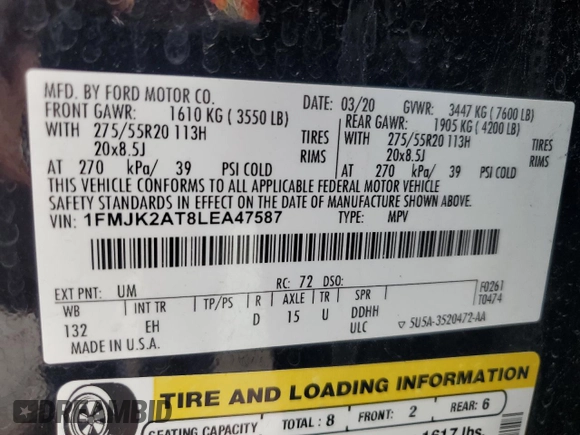 MFD. BY FORD MOTOR CO.
DATE: 03/20 GVWR: 3447 KG ( 7600 LB)
FRONT GAWR: 1610 KG ( 3550 LB) REAR GAWR: 1905 KG ( 4200 LB)
WITH 275/55R20 113H TIRES WITH 275/55R20 113H TIRES
20x8.5J RIMS 20x8.5J RIMS
AT 270 kPa/ 39 PSI COLD AT 270 kPa/ 39 PSI COLD
THIS VEHICLE CONFORMS TO ALL APPLICABLE FEDERAL MOTOR VEHICLE
SAFETY STANDARDS IN EFFECT ON THE DATE OF MANUFACTURE SHOWN ABOVE.
VIN: 1FMJK2AT8LEA47587 TYPE: MPV
EXT PNT: UM RC: 72 DSO: F0261
WB INT TR TP/PS R AXLE TR SPR T0474
132 EH D 15 U DDHH
ULC 5U5A-3520472-AA
MADE IN U.S.A.
TIRE AND LOADING INFORMATION
SEATING CAPACITY TOTAL : 8 FRONT: 2 REAR: 6
1617 lbs.
DREAMBID